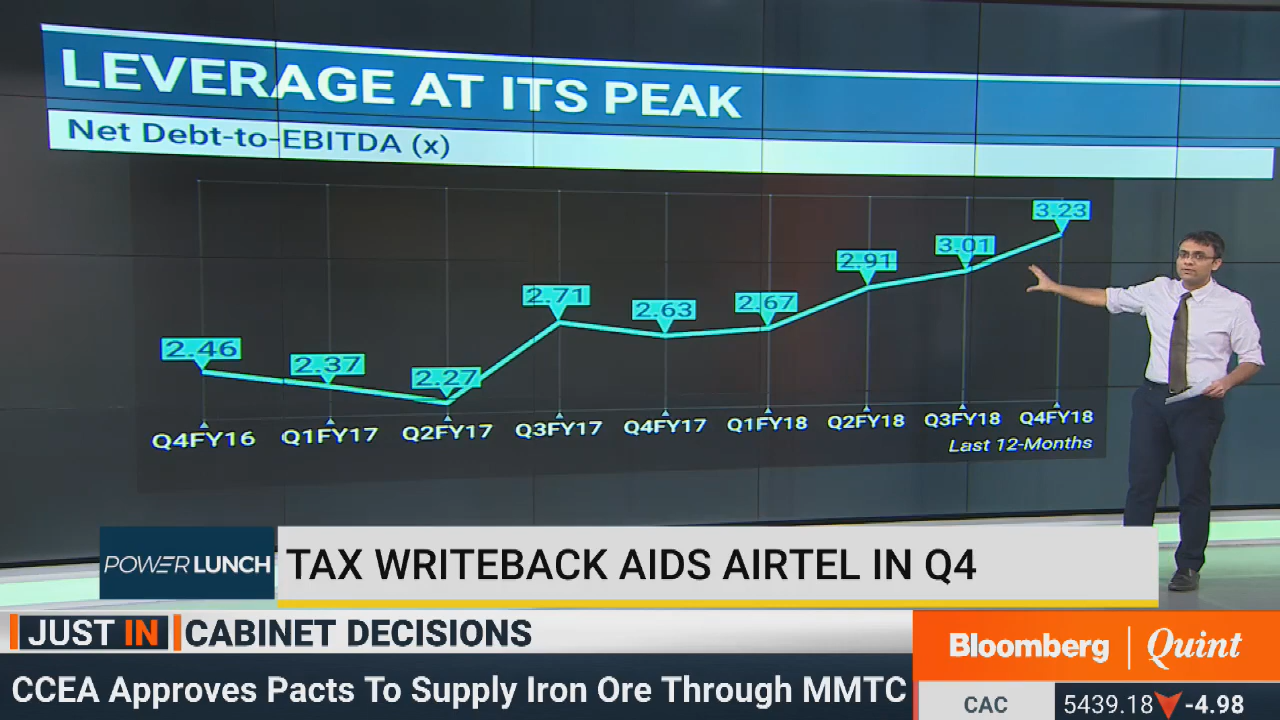 LEVERAGE AT ITS PEAK
Net Debt-to-EBITDA (x)
2.46
2.37
2.27
2.71
2.63
2.67
2.91
3.01
3.23
Q4FY16 Q1FY17 Q2FY17 Q3FY17 Q4FY17 Q1FY18 Q2FY18 Q3FY18 Q4FY18
Last 12-Months
POWER LUNCH TAX WRITEBACK AIDS AIRTEL IN Q4
JUST IN CABINET DECISIONS
CCEA Approves Pacts To Supply Iron Ore Through MMTC
Bloomberg | Quint
CAC 5439.18 -4.98